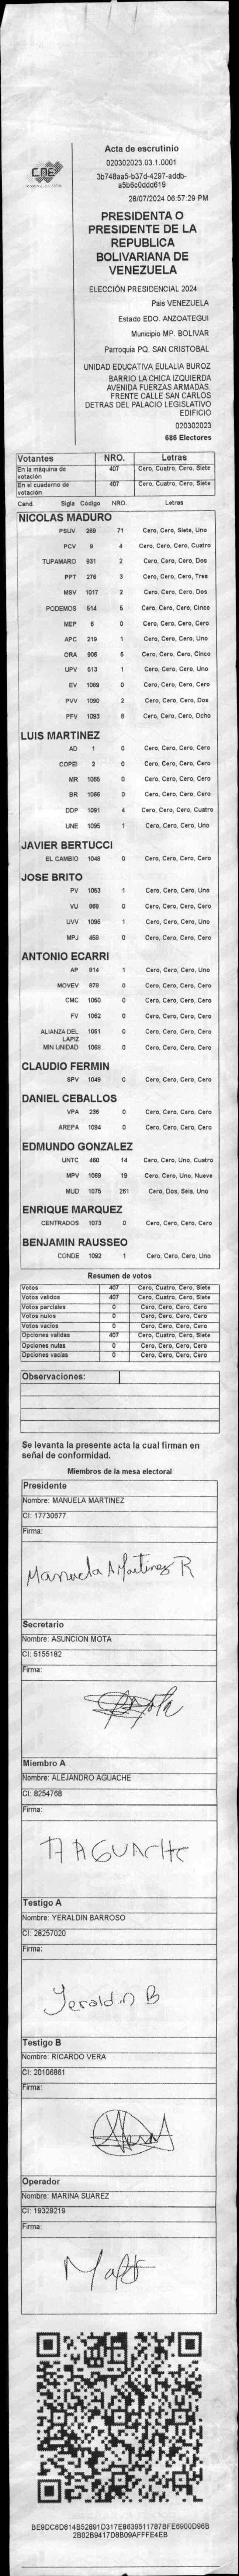 CNE
Acta de escrutinio
020302023.03.1.0001
3b748aa5-b37d-4297-addb-
a5b6c0ddd619
28/07/2024 06:57:29 PM
PRESIDENTA O
PRESIDENTE DE LA
REPUBLICA
BOLIVARIANA DE
VENEZUELA
ELECCIÓN PRESIDENCIAL 2024
Pais VENEZUELA
Estado EDO. ANZOATEGUI
Municipio MP. BOLIVAR
Parroquia PQ. SAN CRISTOBAL
UNIDAD EDUCATIVA EULALIA BUROZ
BARRIO LA CHICA IZQUIERDA
AVENIDA FUERZAS ARMADAS.
FRENTE CALLE SAN CARLOS
DETRAS DEL PALACIO LEGISLATIVO
EDIFICIO
020302023
686 Electores
Votantes NRO. Letras
En la máquina de votación 407 Cero, Cuatro, Cero, Siete
En el cuaderno de votación 407 Cero, Cuatro, Cero, Siete
Cand. Sigla Código NRO. Letras
NICOLAS MADURO
PSUV 269 71 Cero, Cero, Siete, Uno
PCV 9 4 Cero, Cero, Cero, Cuatro
TUPAMARO 931 2 Cero, Cero, Cero, Dos
PPT 276 3 Cero, Cero, Cero, Tres
MSV 1017 2 Cero, Cero, Cero, Dos
PODEMOS 514 5 Cero, Cero, Cero, Cinco
MEP 6 0 Cero, Cero, Cero, Cero
APC 219 1 Cero, Cero, Cero, Uno
ORA 906 5 Cero, Cero, Cero, Cinco
UPV 513 1 Cero, Cero, Cero, Uno
EV 1089 0 Cero, Cero, Cero, Cero
PVV 1090 2 Cero, Cero, Cero, Dos
PFV 1093 8 Cero, Cero, Cero, Ocho
LUIS MARTINEZ
AD 1 0 Cero, Cero, Cero, Cero
COPEI 2 0 Cero, Cero, Cero, Cero
MR 1065 0 Cero, Cero, Cero, Cero
BR 1066 0 Cero, Cero, Cero, Cero
DDP 1091 4 Cero, Cero, Cero, Cuatro
UNE 1095 1 Cero, Cero, Cero, Uno
JAVIER BERTUCCI
EL CAMBIO 1048 0 Cero, Cero, Cero, Cero
JOSE BRITO
PV 1053 1 Cero, Cero, Cero, Uno
VU 968 0 Cero, Cero, Cero, Cero
UVV 1096 1 Cero, Cero, Cero, Uno
MPJ 458 0 Cero, Cero, Cero, Cero
ANTONIO ECARRI
AP 814 1 Cero, Cero, Cero, Uno
MOVEV 978 0 Cero, Cero, Cero, Cero
CMC 1050 0 Cero, Cero, Cero, Cero
FV 1062 0 Cero, Cero, Cero, Cero
ALIANZA DEL LAPIZ 1051 0 Cero, Cero, Cero, Cero
MIN UNIDAD 1068 0 Cero, Cero, Cero, Cero
CLAUDIO FERMIN
SPV 1049 0 Cero, Cero, Cero, Cero
DANIEL CEBALLOS
VPA 236 0 Cero, Cero, Cero, Cero
AREPA 1094 0 Cero, Cero, Cero, Cero
EDMUNDO GONZALEZ
UNTC 460 14 Cero, Cero, Uno, Cuatro
MPV 1069 19 Cero, Cero, Uno, Nueve
MUD 1075 261 Cero, Dos, Seis, Uno
ENRIQUE MARQUEZ
CENTRADOS 1073 0 Cero, Cero, Cero, Cero
BENJAMIN RAUSSEO
CONDE 1092 1 Cero, Cero, Cero, Uno
Resumen de votos
Votos 407 Cero, Cuatro, Cero, Siete
Votos validos 407 Cero, Cuatro, Cero, Siete
Votos parciales 0 Cero, Cero, Cero, Cero
Votos nulos 0 Cero, Cero, Cero, Cero
Votos vacios 0 Cero, Cero, Cero, Cero
Opciones validas 407 Cero, Cuatro, Cero, Siete
Opciones nulas 0 Cero, Cero, Cero, Cero
Opciones vacias 0 Cero, Cero, Cero, Cero
Observaciones:
Se levanta la presente acta la cual firman en
señal de conformidad.
Miembros de la mesa electoral
Presidente
Nombre: MANUELA MARTINEZ
CI: 17730677
Firma:
Manuela A Martinez R
Secretario
Nombre: ASUNCION MOTA
CI: 5155182
Firma:
Miembro A
Nombre: ALEJANDRO AGUACHE
CI: 8254768
Firma:
A AGUACHE
Testigo A
Nombre: YERALDIN BARROSO
CI: 28257020
Firma:
Yeraldin B
Testigo B
Nombre: RICARDO VERA
CI: 20106861
Firma:
Operador
Nombre: MARINA SUAREZ
CI: 19329219
Firma:
BE9DC6D814B52891D317E8639511787BFE6900D96B
2B02B9417D8B09AFFFE4EB